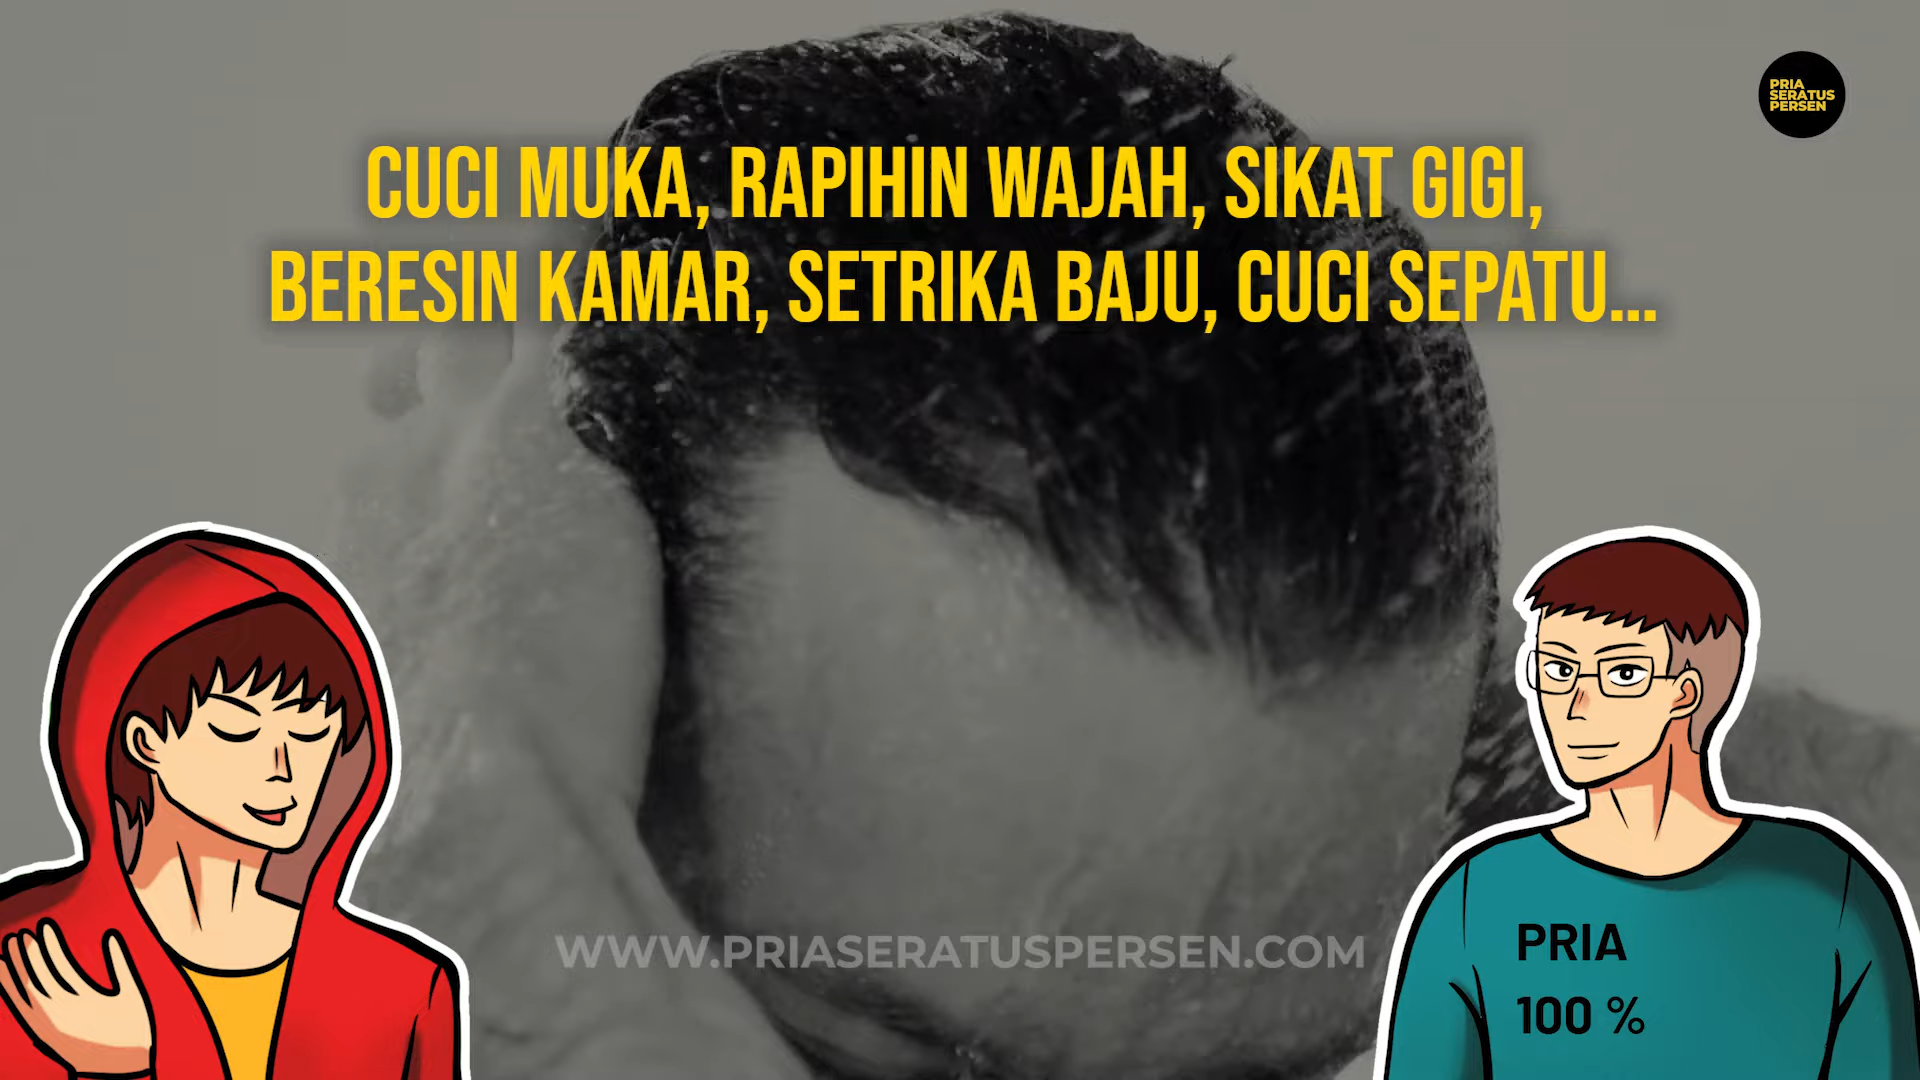 PRIA
SERATUS
PERSEN
CUCI MUKA, RAPIHIN WAJAH, SIKAT GIGI,
BERESIN KAMAR, SETRIKA BAJU, CUCI SEPATU...
WWW.PRIASERATUSPERSEN.COM
PRIA
100 %